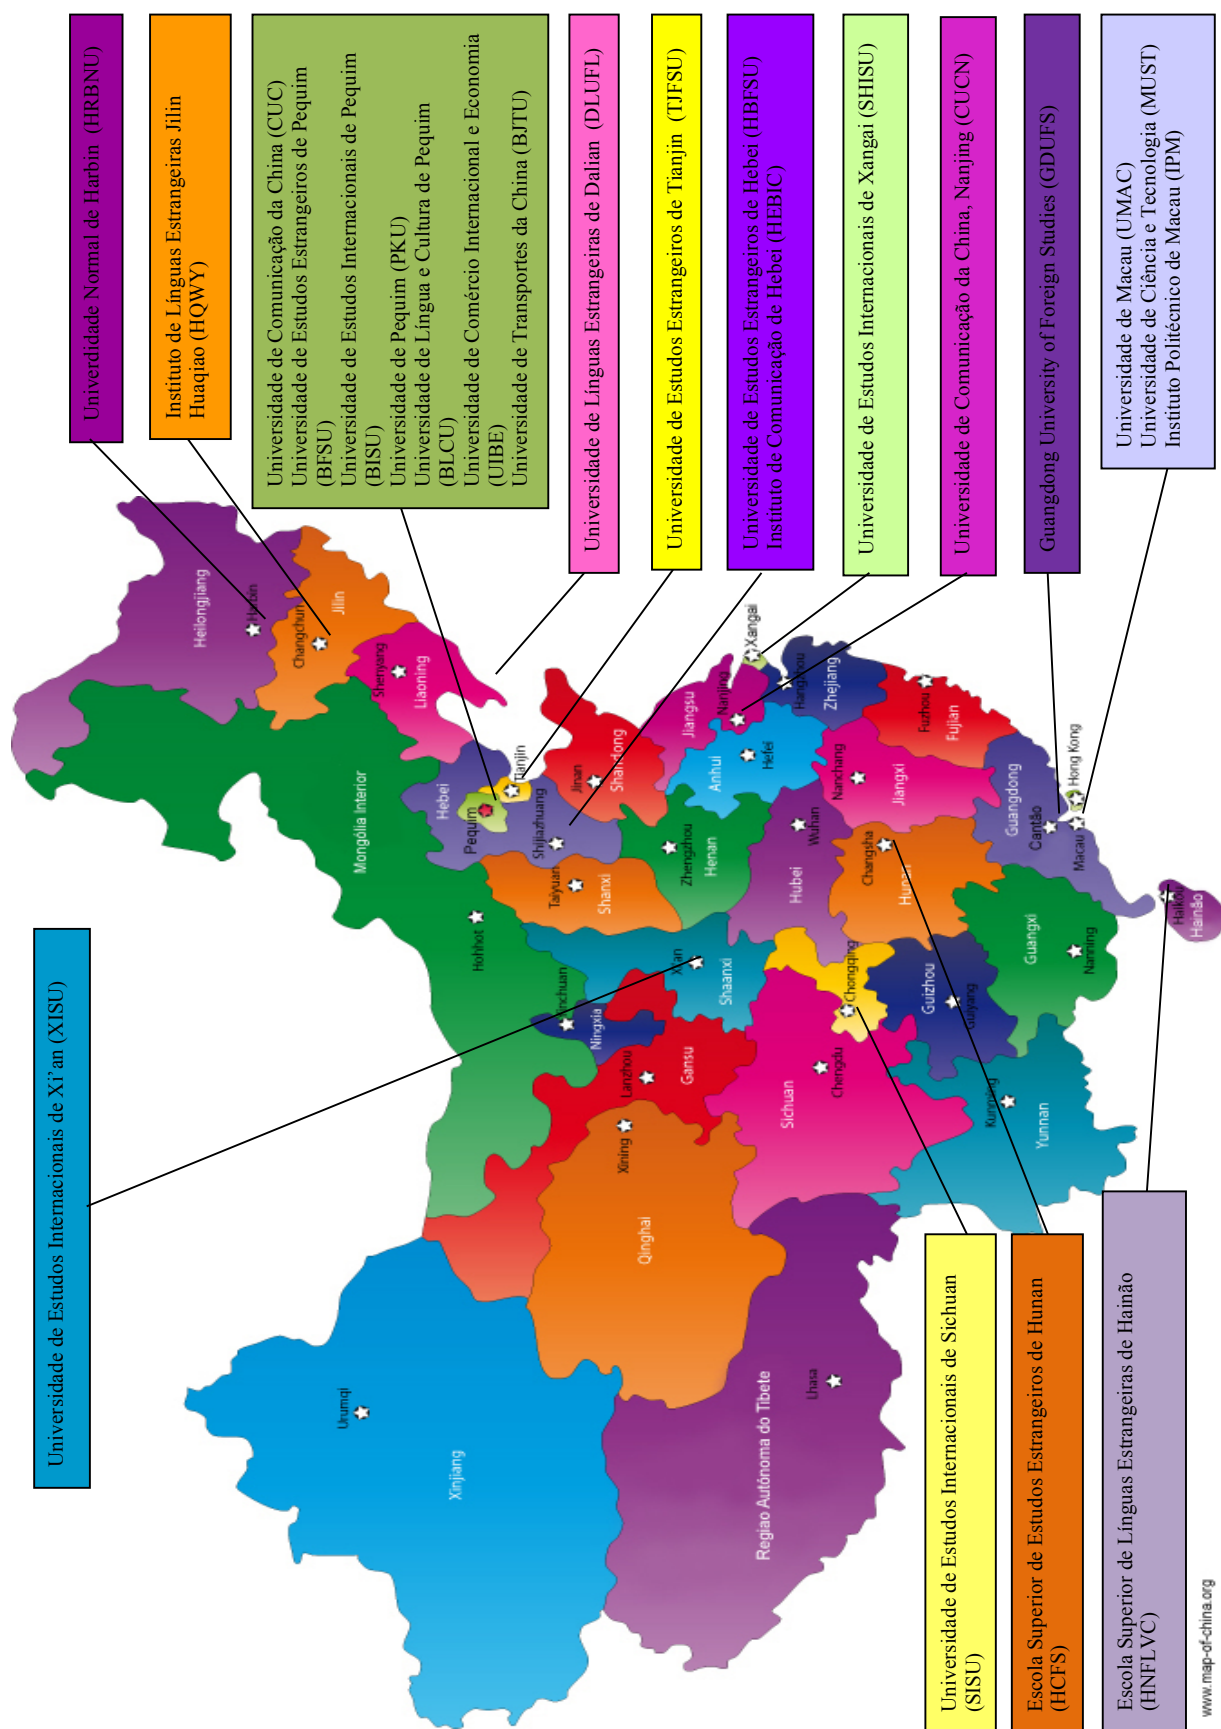 Univerdidade Normal de Harbin (HRBNU)
Instituto de Línguas Estrangeiras Jilin
Huaqiao (HQWY)
Universidade de Comunicação da China (CUC)
Universidade de Estudos Estrangeiros de Pequim
(BFSU)
Universidade de Estudos Internacionais de Pequim
(BISU)
Universidade de Pequim (PKU)
Universidade de Língua e Cultura de Pequim
(BLCU)
Universidade de Comércio Internacional e Economia
(UIBE)
Universidade de Transportes da China (BJTU)
Universidade de Línguas Estrangeiras de Dalian (DLUFL)
Universidade de Estudos Estrangeiros de Tianjin (TJFSU)
Universidade de Estudos Estrangeiros de Hebei (HBFSU)
Instituto de Comunicação de Hebei (HEBIC)
Universidade de Estudos Internacionais de Xangai (SHISU)
Universidade de Comunicação da China, Nanjing (CUCN)
Guangdong University of Foreign Studies (GDUFS)
Universidade de Macau (UMAC)
Universidade de Ciência e Tecnologia (MUST)
Instituto Politécnico de Macau (IPM)
Universidade de Estudos Internacionais de Xi’an (XISU)
Universidade de Estudos Internacionais de Sichuan
(SISU)
Escola Superior de Estudos Estrangeiros de Hunan
(HCFS)
Escola Superior de Línguas Estrangeiras de Hainão
(HNFLVC)
Heilongjiang
Harbin
Changchun
Jilin
Shenyang
Liaoning
Mongólia Interior
Hohhot
Hebei
Pequim
Tianjin
Shijiazhuang
Taiyuan
Shanxi
Jinan
Shandong
Zhengzhou
Henan
Xi'an
Shaanxi
Yinchuan
Ningxia
Lanzhou
Gansu
Xining
Qinghai
Urumqi
Xinjiang
Regiao Autónoma do Tibete
Lhasa
Sichuan
Chengdu
Chongqing
Hubei
Wuhan
Anhui
Hefei
Jiangsu
Nanjing
Xangai
Hangzhou
Zhejiang
Nanchang
Jiangxi
Changsha
Hunan
Fuzhou
Fujian
Guizhou
Guiyang
Kunming
Yunnan
Guangxi
Nanning
Guangdong
Cantão
Hong Kong
Macau
Haikou
Hainão
www.map-of-china.org